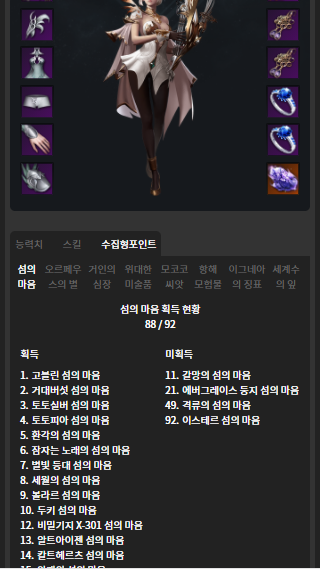 능력치 스킬 수집형포인트
섬의 오르페우 거인의 위대한 모코코 항해 이그네아 세계수
마음 스의 별 심장 미술품 씨앗 모험물 의 징표 의 잎
섬의 마음 획득 현황
88 / 92
획득 미획득
1. 고블린 섬의 마음 11. 갈망의 섬의 마음
2. 거대버섯 섬의 마음 21. 에버그레이스 둥지 섬의 마음
3. 토토실버 섬의 마음 49. 격류의 섬의 마음
4. 토토피아 섬의 마음 92. 이스테르 섬의 마음
5. 환각의 섬의 마음
6. 잠자는 노래의 섬의 마음
7. 별빛 등대 섬의 마음
8. 세월의 섬의 마음
9. 볼라르 섬의 마음
10. 두키 섬의 마음
12. 비밀기지 X-301 섬의 마음
13. 알트아이젠 섬의 마음
14. 칼트헤르츠 섬의 마음